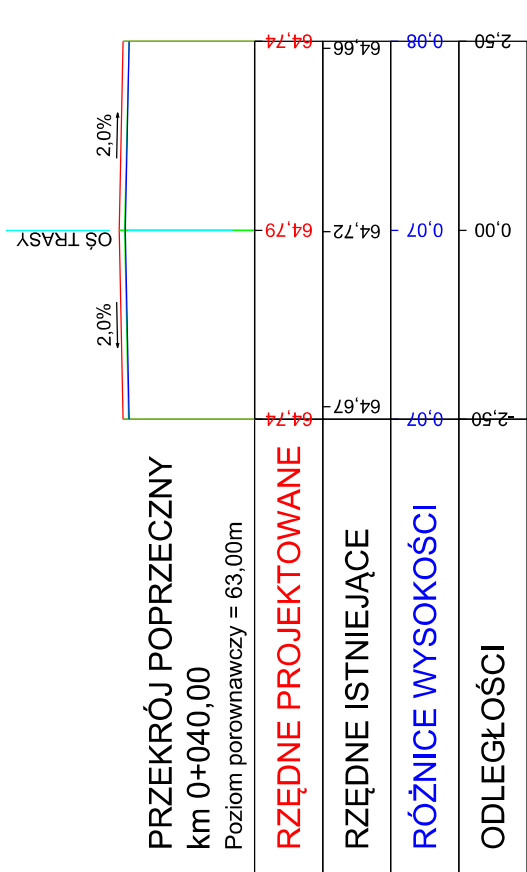 2,0%
OŚ TRASY
2,0%
PRZEKRÓJ POPRZECZNY
km 0+040,00
Poziom porownawczy = 63,00m
RZĘDNE PROJEKTOWANE
64,74
64,79
64,74
RZĘDNE ISTNIEJĄCE
64,67
64,72
64,66
RÓŻNICE WYSOKOŚCI
0,07
0,07
0,08
ODLEGŁOŚCI
-2,50
0,00
2,50